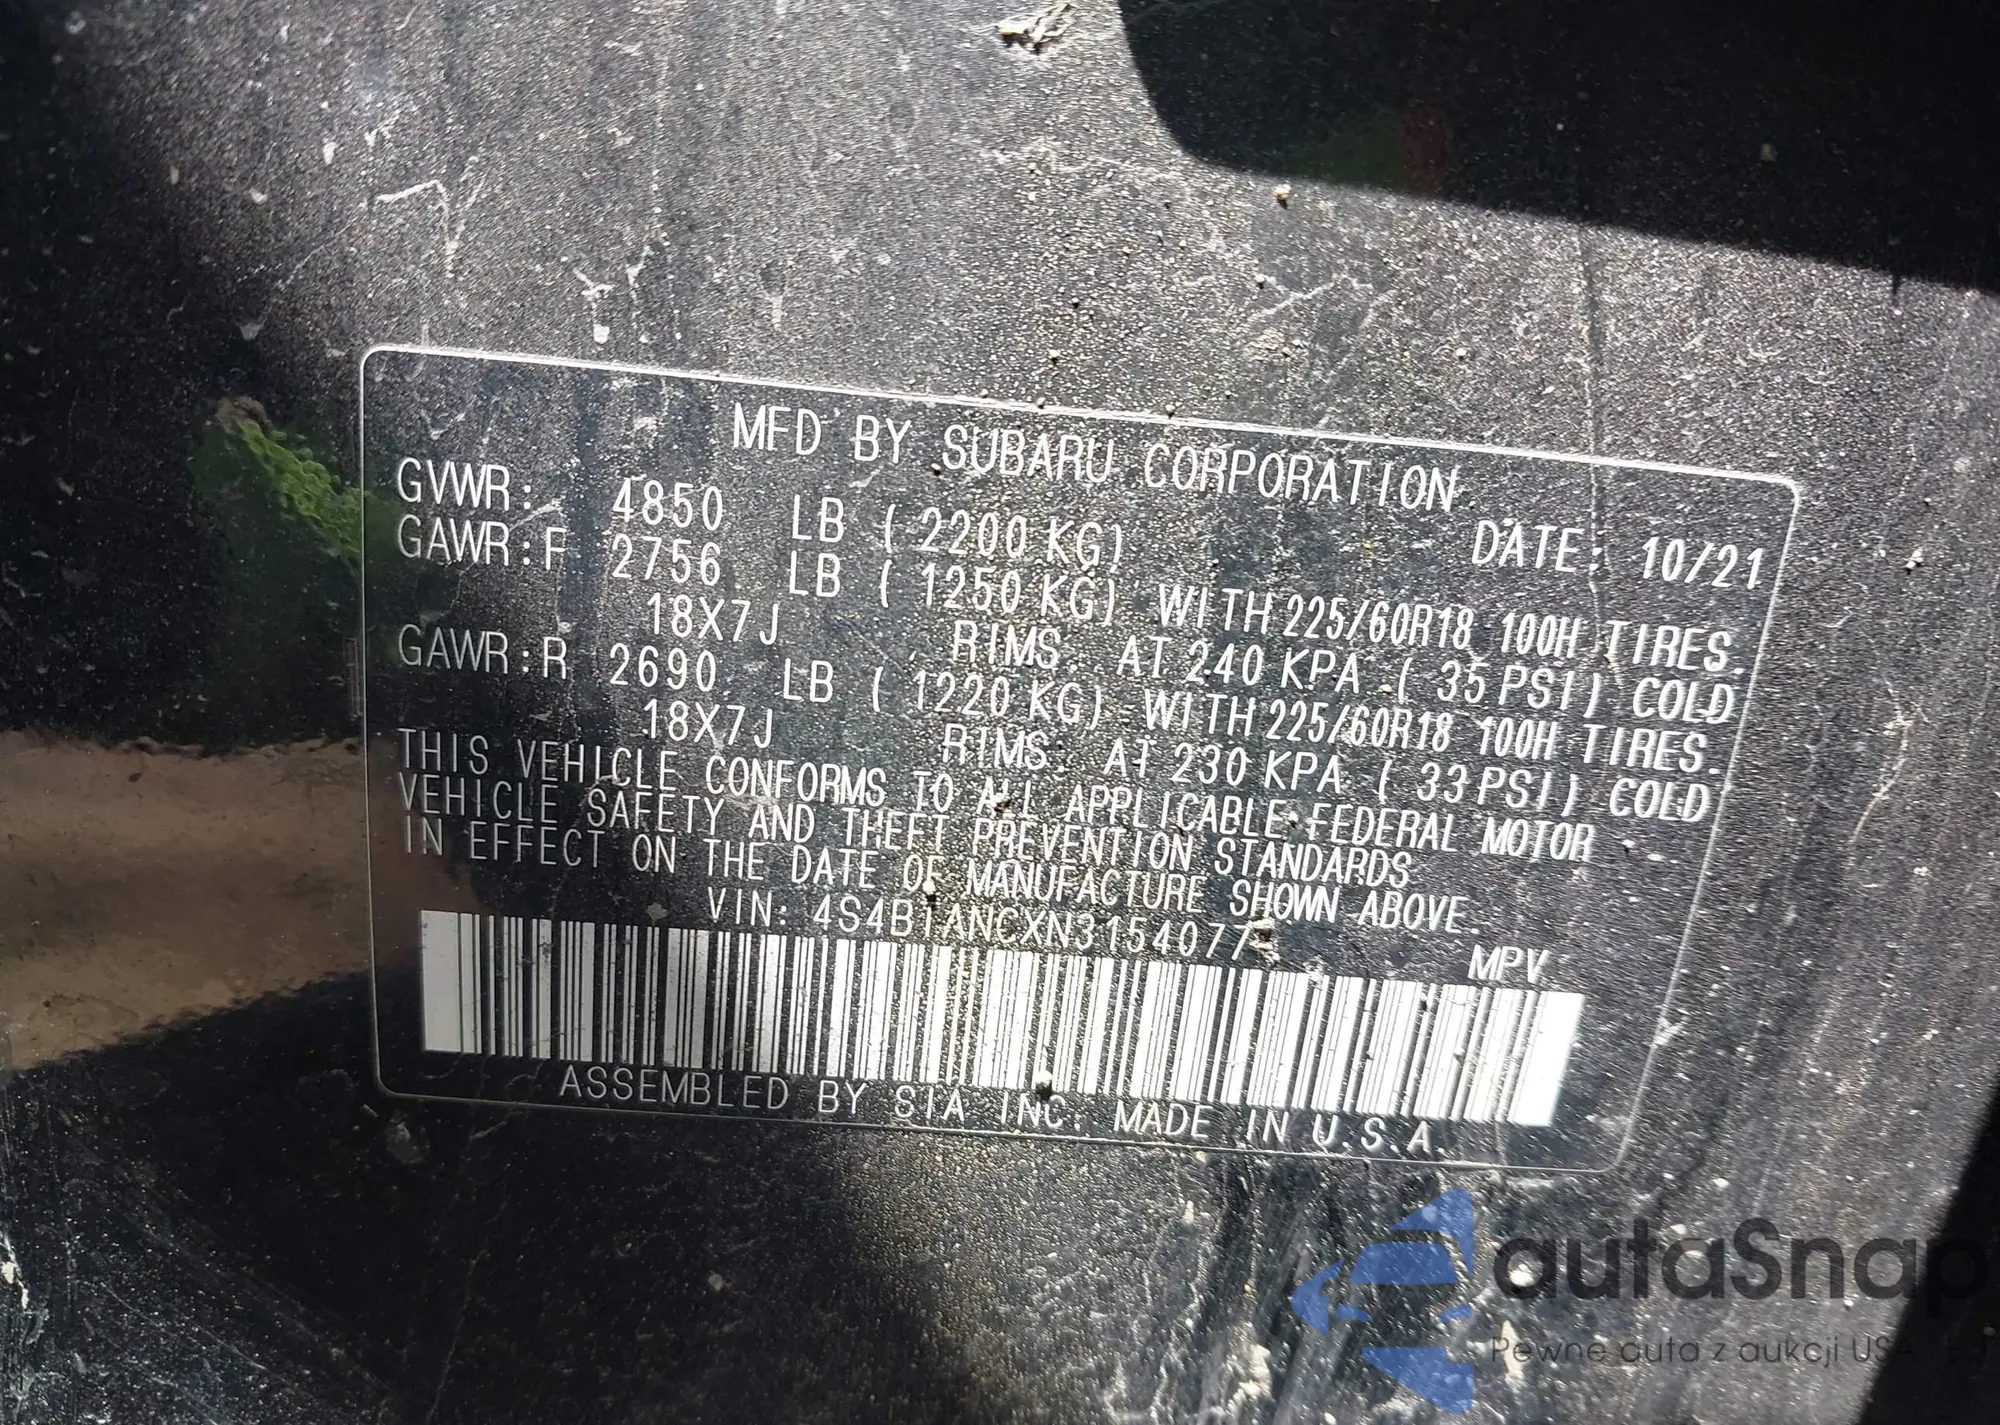 MFD BY SUBARU CORPORATION
GVWR: 4850 LB (2200 KG) DATE: 10/21
GAWR:F 2756 LB (1250 KG) WITH 225/60R18 100H TIRES.
18X7J RIMS. AT 240 KPA (35 PSI) COLD
GAWR:R 2690 LB (1220 KG) WITH 225/60R18 100H TIRES.
18X7J RIMS. AT 230 KPA (33 PSI) COLD
THIS VEHICLE CONFORMS TO ALL APPLICABLE FEDERAL MOTOR
VEHICLE SAFETY AND THEFT PREVENTION STANDARDS
IN EFFECT ON THE DATE OF MANUFACTURE SHOWN ABOVE.
VIN: 4S4BTANCXN3154077 MPV
ASSEMBLED BY SIA INC. MADE IN U.S.A.
autaSnap
Pewne auta z aukcji USA